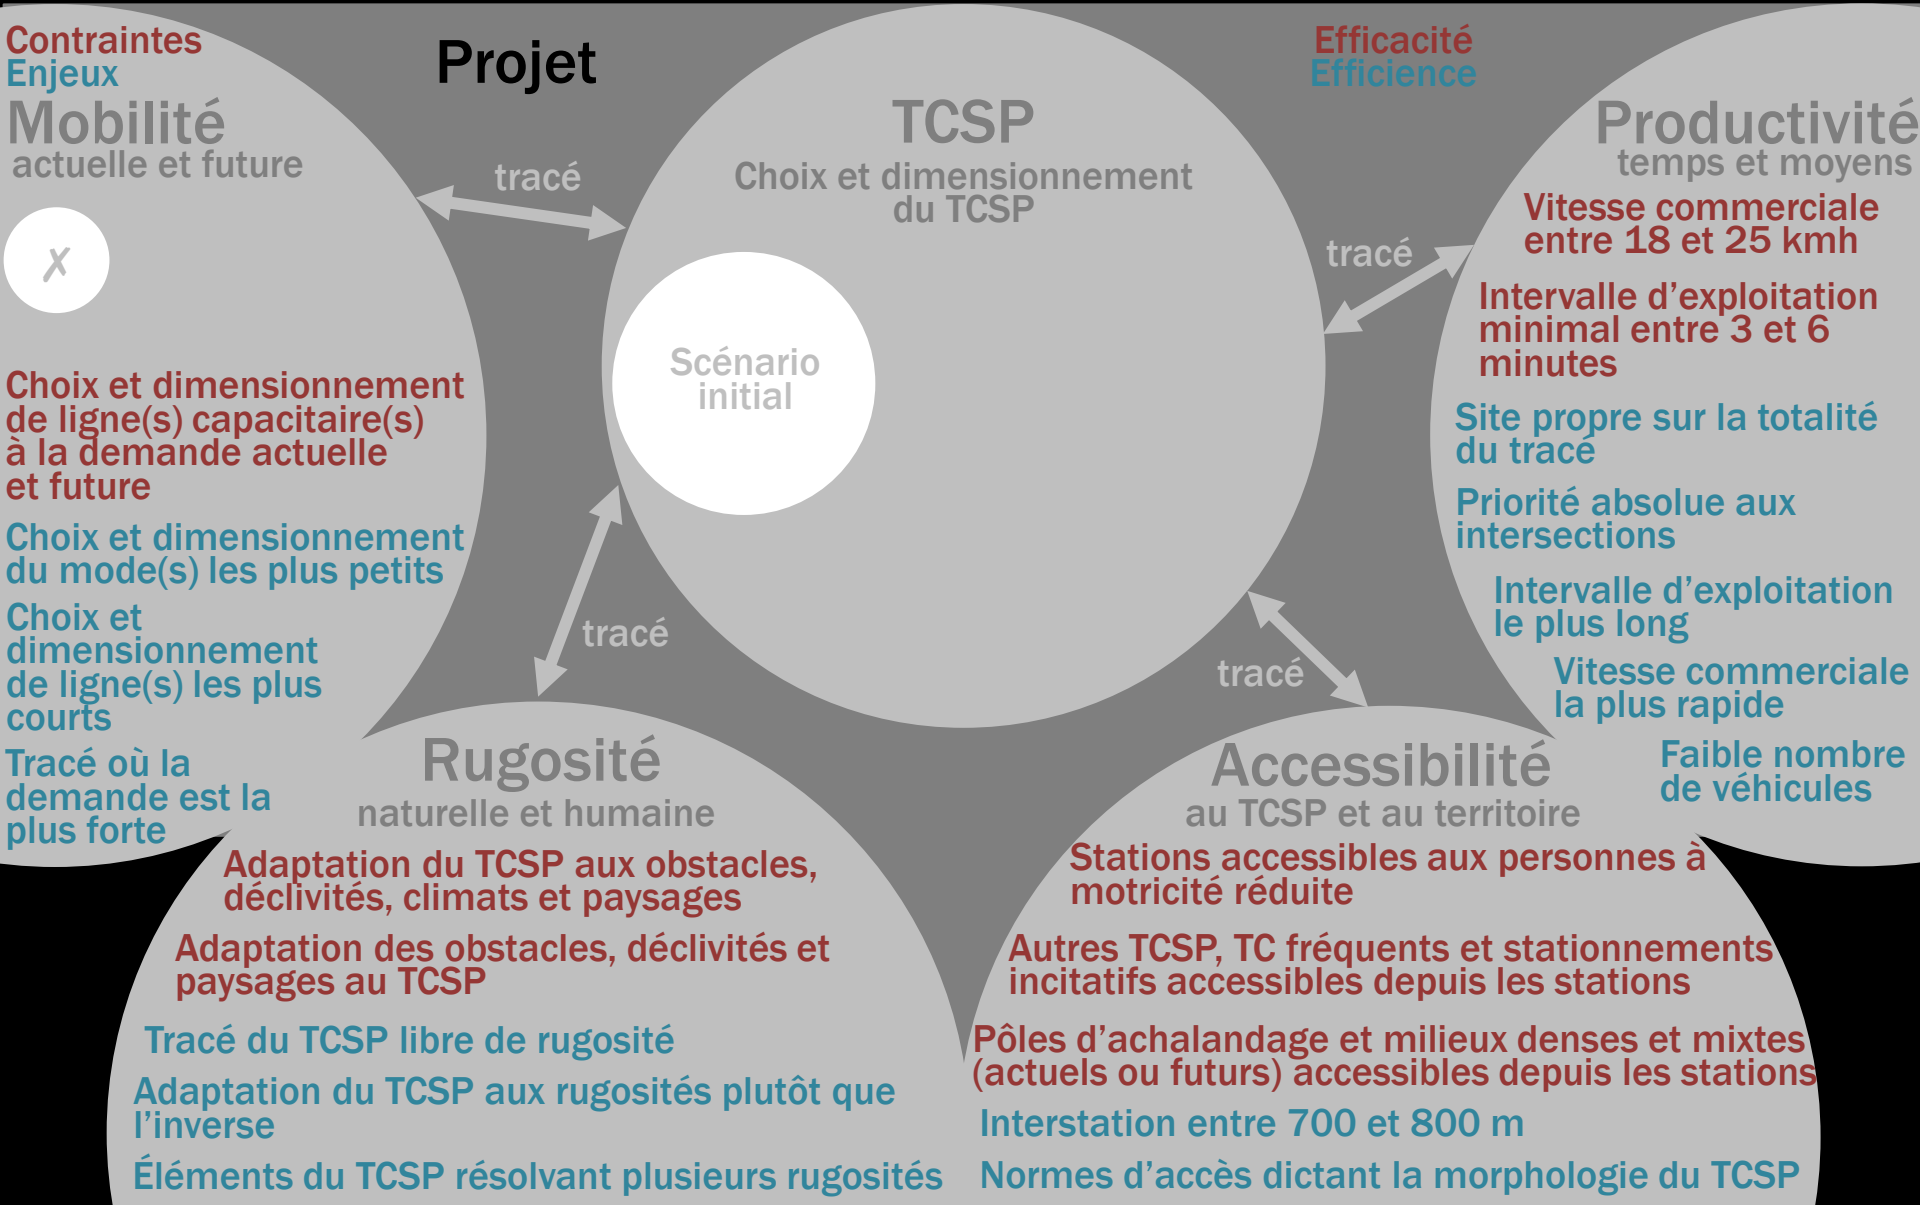 Contraintes
Enjeux
Projet
Efficacité
Efficience
Mobilité
actuelle et future
✗
Choix et dimensionnement
de ligne(s) capacitaire(s)
à la demande actuelle
et future
Choix et dimensionnement
du mode(s) les plus petits
Choix et
dimensionnement
de ligne(s) les plus
courts
Tracé où la
demande est la
plus forte
tracé
TCSP
Choix et dimensionnement
du TCSP
Scénario
initial
tracé
tracé
tracé
Productivité
temps et moyens
Vitesse commerciale
entre 18 et 25 kmh
Intervalle d’exploitation
minimal entre 3 et 6
minutes
Site propre sur la totalité
du tracé
Priorité absolue aux
intersections
Intervalle d’exploitation
le plus long
Vitesse commerciale
la plus rapide
Faible nombre
de véhicules
Rugosité
naturelle et humaine
Adaptation du TCSP aux obstacles,
déclivités, climats et paysages
Adaptation des obstacles, déclivités et
paysages au TCSP
Tracé du TCSP libre de rugosité
Adaptation du TCSP aux rugosités plutôt que
l’inverse
Éléments du TCSP résolvant plusieurs rugosités
Accessibilité
au TCSP et au territoire
Stations accessibles aux personnes à
motricité réduite
Autres TCSP, TC fréquents et stationnements
incitatifs accessibles depuis les stations
Pôles d’achalandage et milieux denses et mixtes
(actuels ou futurs) accessibles depuis les stations
Interstation entre 700 et 800 m
Normes d’accès dictant la morphologie du TCSP